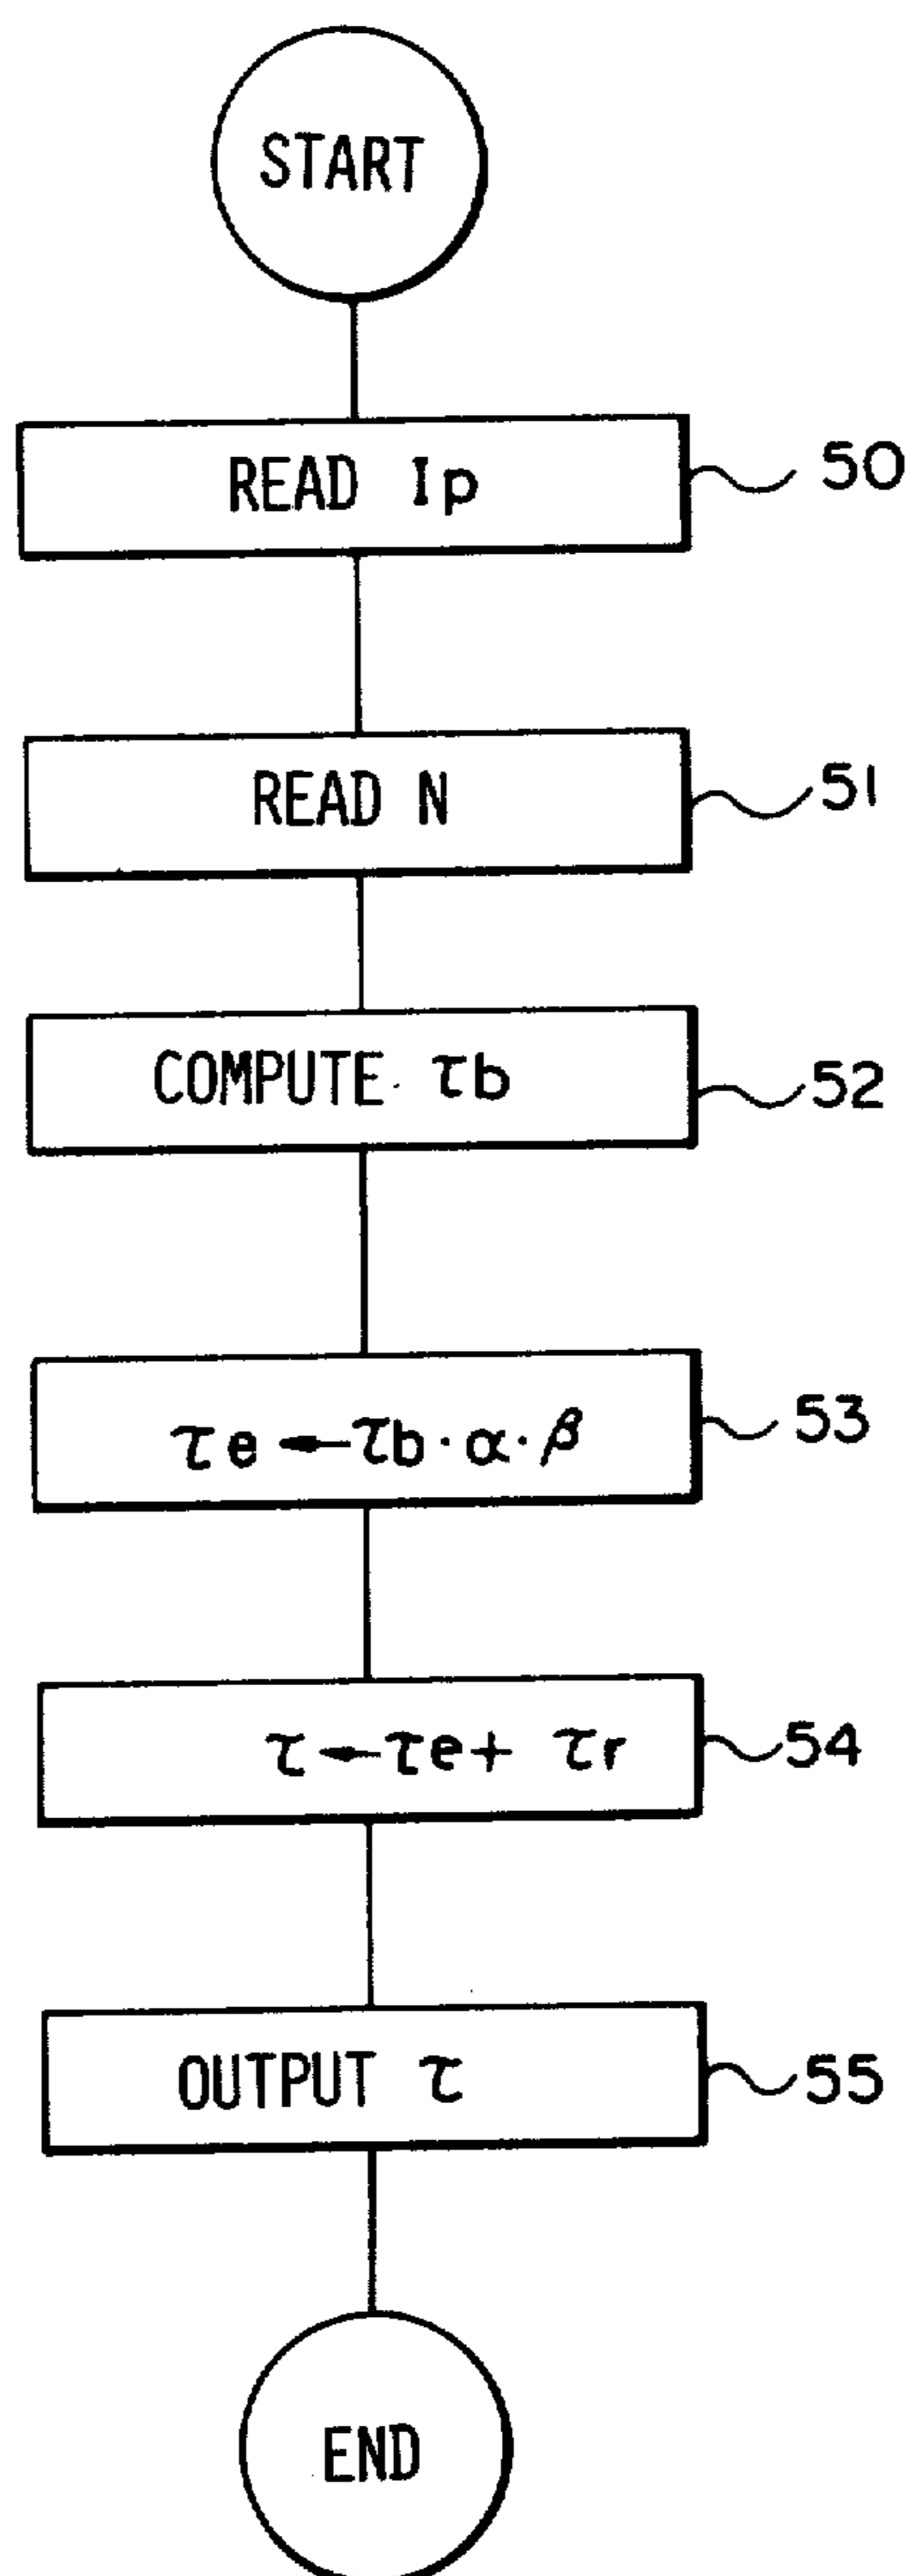 START
READ Ip 50
READ N 51
COMPUTE τb 52
τe ← τb · α · β 53
τ ← τe + τr 54
OUTPUT τ 55
END